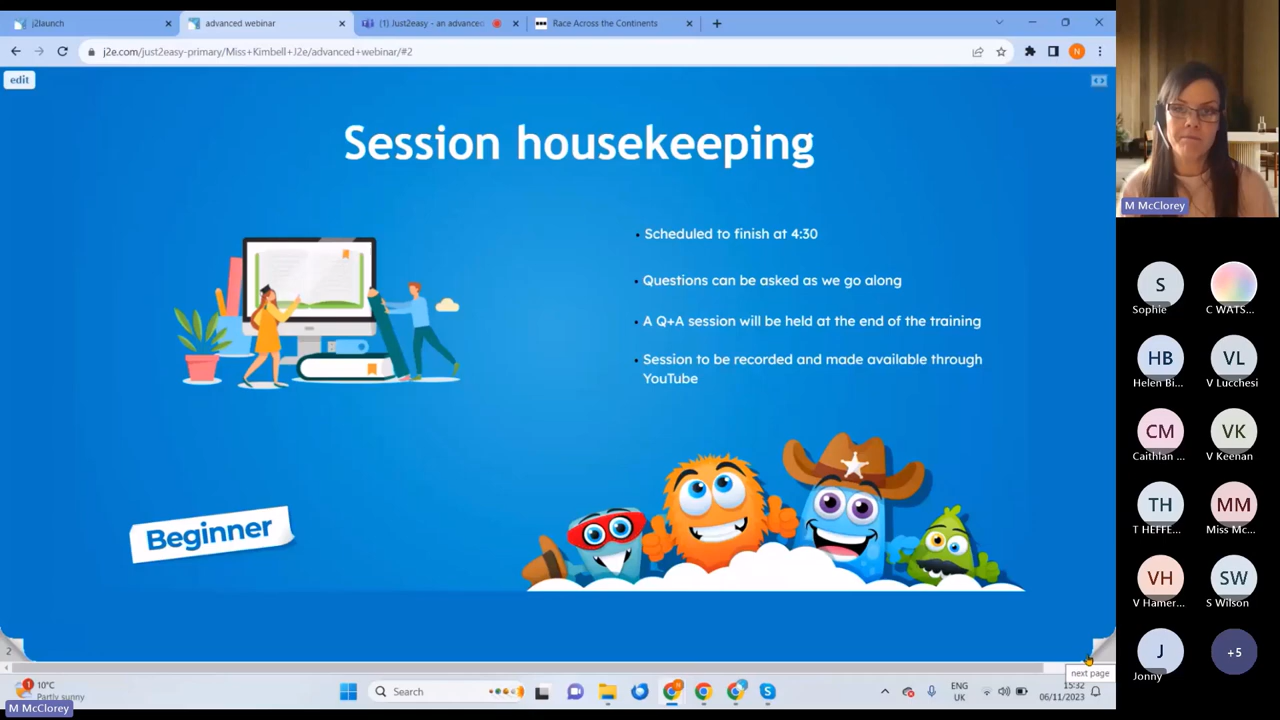 j2launch
advanced webinar
(1) Just2easy - an advanced
Race Across the Continents
j2e.com/just2easy-primary/Miss+Kimbell+J2e/advanced+webinar/#2
N
edit
Session housekeeping
• Scheduled to finish at 4:30
• Questions can be asked as we go along
• A Q+A session will be held at the end of the training
• Session to be recorded and made available through
YouTube
Beginner
2
next page
1
10°C
Partly sunny
Search
ENG
UK
15:32
06/11/2023
M McClorey
M McClorey
S
Sophie
C WATS...
HB
Helen Bi...
VL
V Lucchesi
CM
Caithlan ...
VK
V Keenan
TH
T HEFFE...
MM
Miss Mc...
VH
V Hamer...
SW
S Wilson
J
Jonny
+5